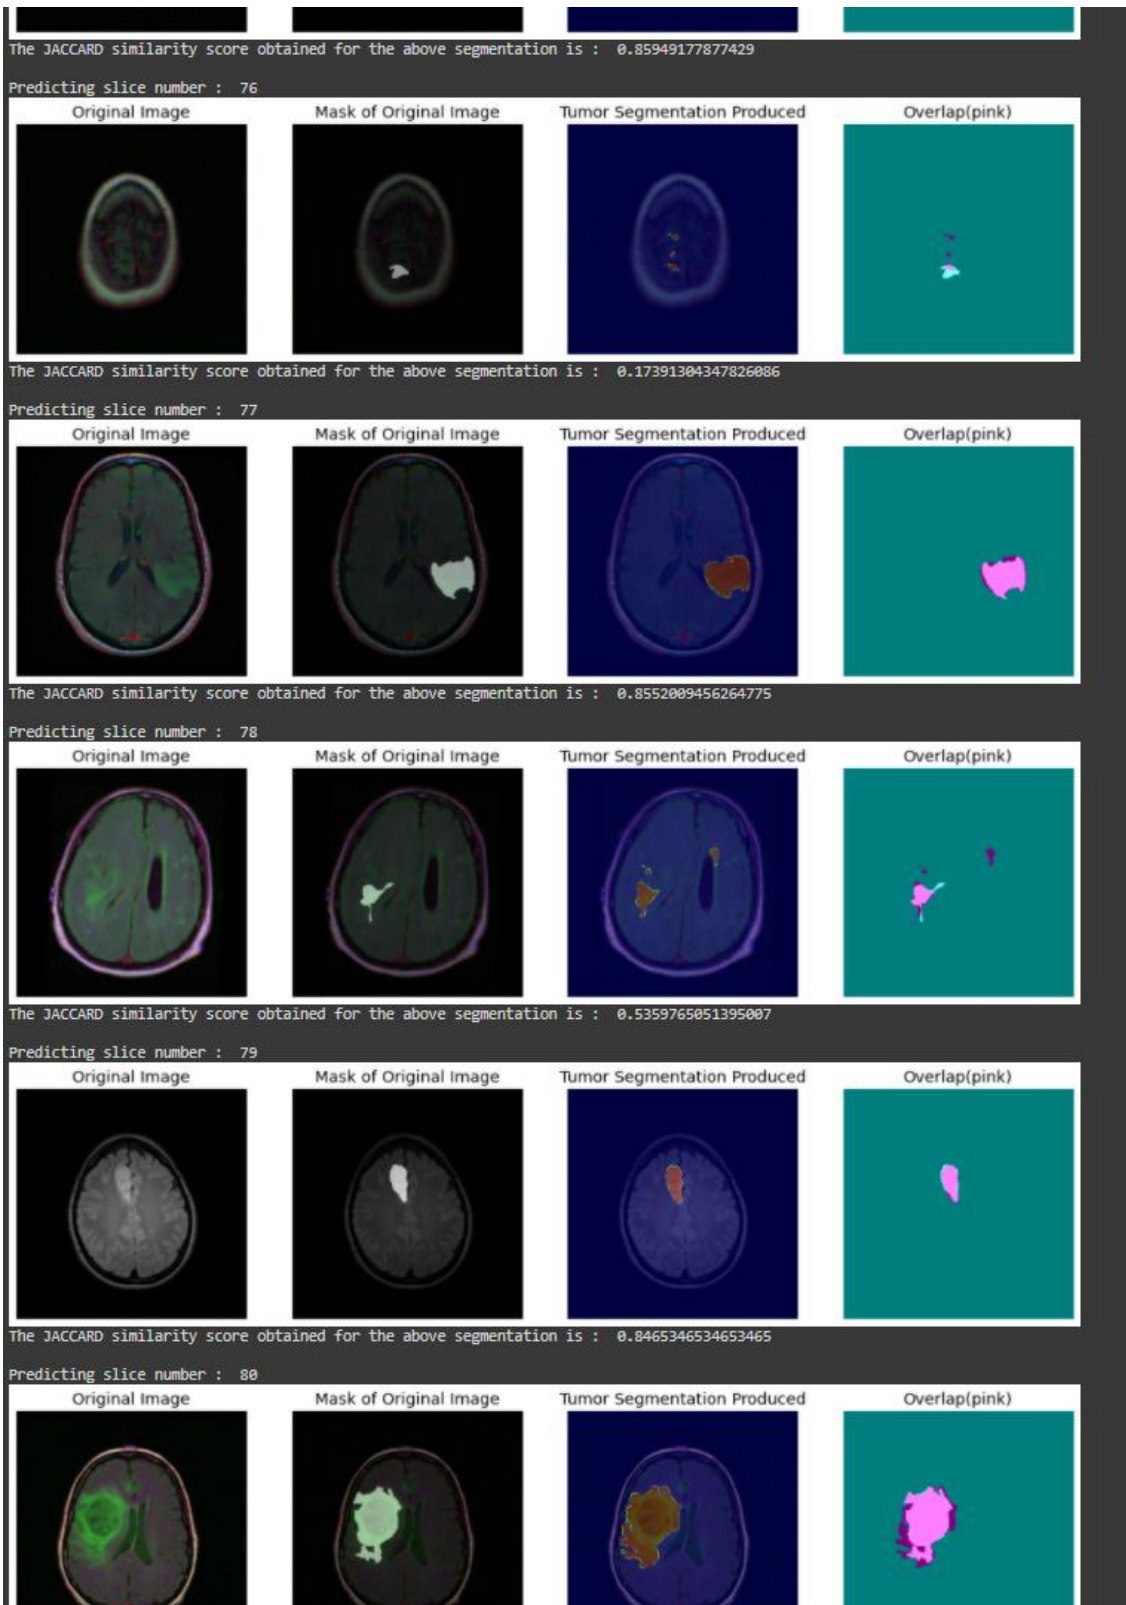 The JACCARD similarity score obtained for the above segmentation is :  0.85949177877429
Predicting slice number :  76
Original Image Mask of Original Image Tumor Segmentation Produced Overlap(pink)
The JACCARD similarity score obtained for the above segmentation is :  0.17391304347826086
Predicting slice number :  77
Original Image Mask of Original Image Tumor Segmentation Produced Overlap(pink)
The JACCARD similarity score obtained for the above segmentation is :  0.8552009456264775
Predicting slice number :  78
Original Image Mask of Original Image Tumor Segmentation Produced Overlap(pink)
The JACCARD similarity score obtained for the above segmentation is :  0.5359765051395007
Predicting slice number :  79
Original Image Mask of Original Image Tumor Segmentation Produced Overlap(pink)
The JACCARD similarity score obtained for the above segmentation is :  0.8465346534653465
Predicting slice number :  80
Original Image Mask of Original Image Tumor Segmentation Produced Overlap(pink)